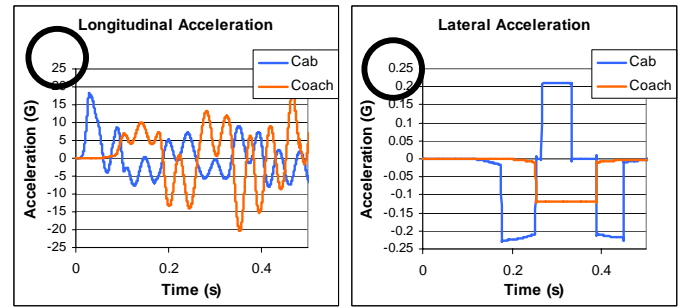 Longitudinal Acceleration
Cab
Coach
25
20
15
10
5
0
-5
-10
-15
-20
-25
Acceleration (G)
0
0.2
0.4
Time (s)
Lateral Acceleration
Cab
Coach
0.25
0.2
0.15
0.1
0.05
0
-0.05
-0.1
-0.15
-0.2
-0.25
Acceleration (G)
0
0.2
0.4
Time (s)